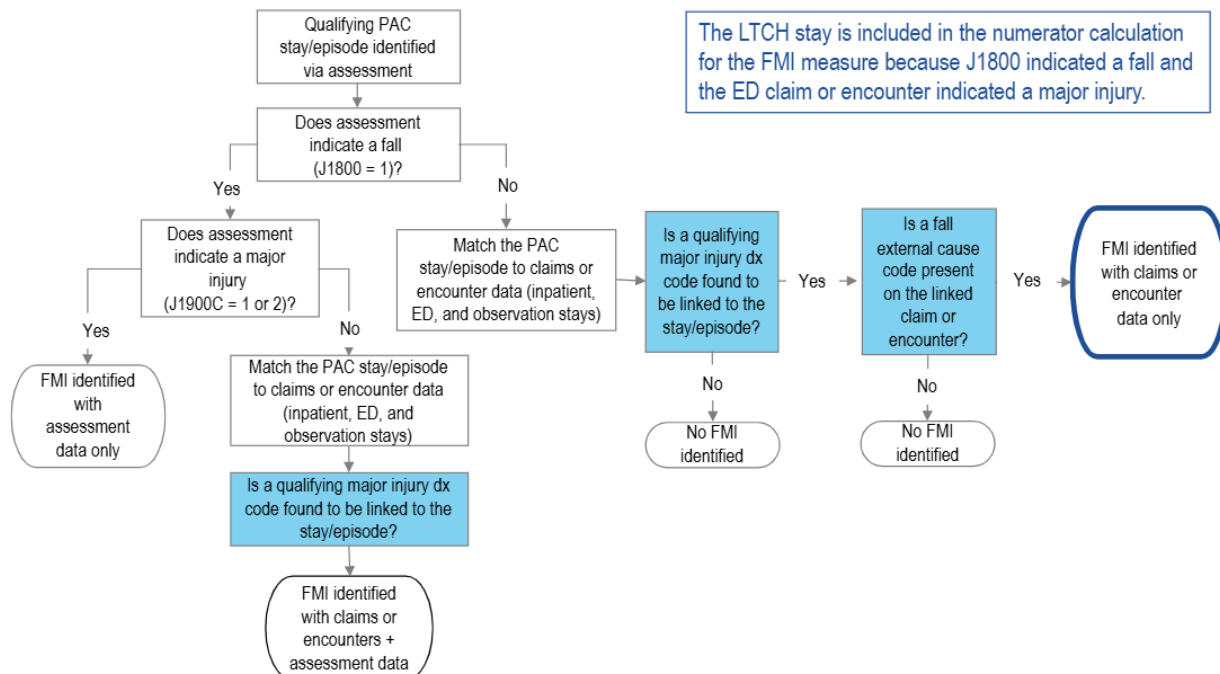 Qualifying PAC
stay/episode identified
via assessment
The LTCH stay is included in the numerator calculation
for the FMI measure because J1800 indicated a fall and
the ED claim or encounter indicated a major injury.
Does assessment
indicate a fall
(J1800 = 1)?
Yes
No
Does assessment
indicate a major
injury
(J1900C = 1 or 2)?
Match the PAC
stay/episode to claims or
encounter data (inpatient,
ED, and observation stays)
Is a qualifying
major injury dx
code found to
be linked to the
stay/episode?
Yes
Is a fall
external cause
code present
on the linked
claim or
encounter?
Yes
FMI identified
with claims or
encounter
data only
Yes
No
No
No
FMI identified
with
assessment
data only
Match the PAC stay/episode
to claims or encounter data
(inpatient, ED, and
observation stays)
No FMI
identified
No FMI
identified
Is a qualifying major injury dx
code found to be linked to the
stay/episode?
FMI identified
with claims or
encounters +
assessment data